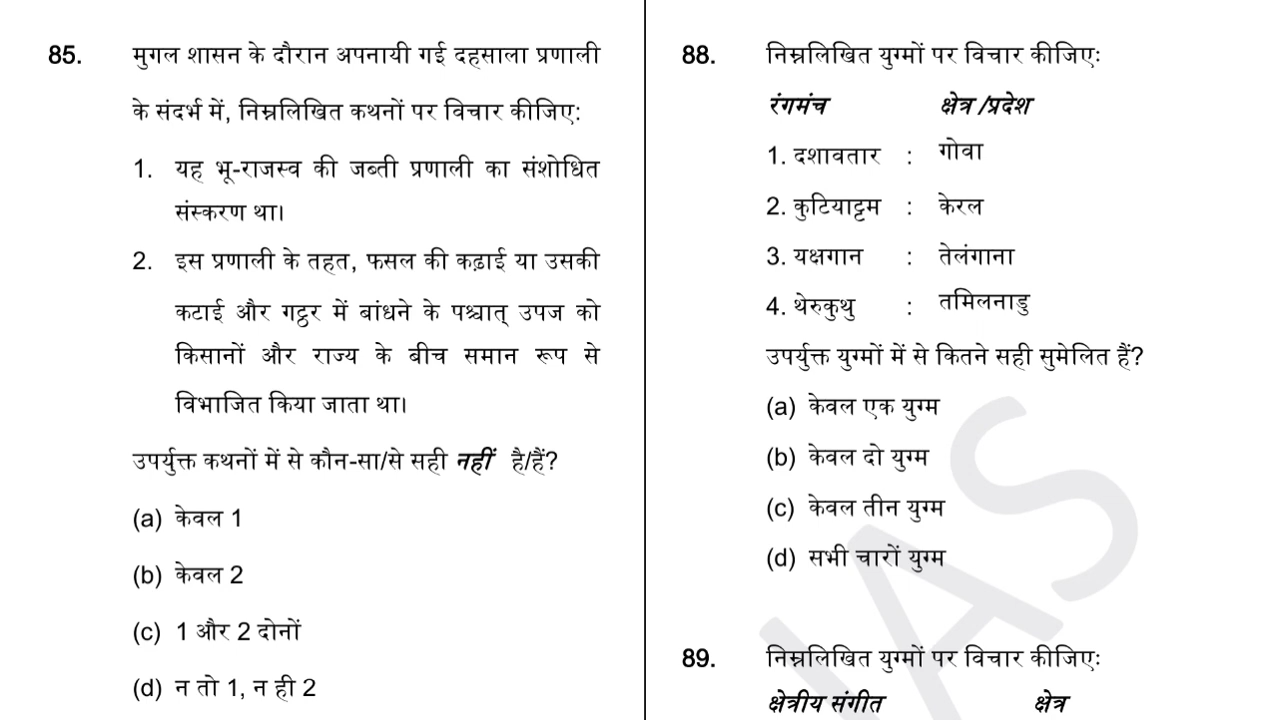 85. मुगल शासन के दौरान अपनायी गई दहसाला प्रणाली
के संदर्भ में, निम्नलिखित कथनों पर विचार कीजिए:
1. यह भू-राजस्व की जब्ती प्रणाली का संशोधित
संस्करण था।
2. इस प्रणाली के तहत, फसल की कढ़ाई या उसकी
कटाई और गट्ठर में बांधने के पश्चात् उपज को
किसानों और राज्य के बीच समान रूप से
विभाजित किया जाता था।
उपर्युक्त कथनों में से कौन-सा/से सही नहीं है/हैं?
(a) केवल 1
(b) केवल 2
(c) 1 और 2 दोनों
(d) न तो 1, न ही 2
88. निम्नलिखित युग्मों पर विचार कीजिए:
रंगमंच क्षेत्र /प्रदेश
1. दशावतार : गोवा
2. कुटियाट्टम : केरल
3. यक्षगान : तेलंगाना
4. थेरुकुथु : तमिलनाडु
उपर्युक्त युग्मों में से कितने सही सुमेलित हैं?
(a) केवल एक युग्म
(b) केवल दो युग्म
(c) केवल तीन युग्म
(d) सभी चारों युग्म
89. निम्नलिखित युग्मों पर विचार कीजिए:
क्षेत्रीय संगीत क्षेत्र
IAS